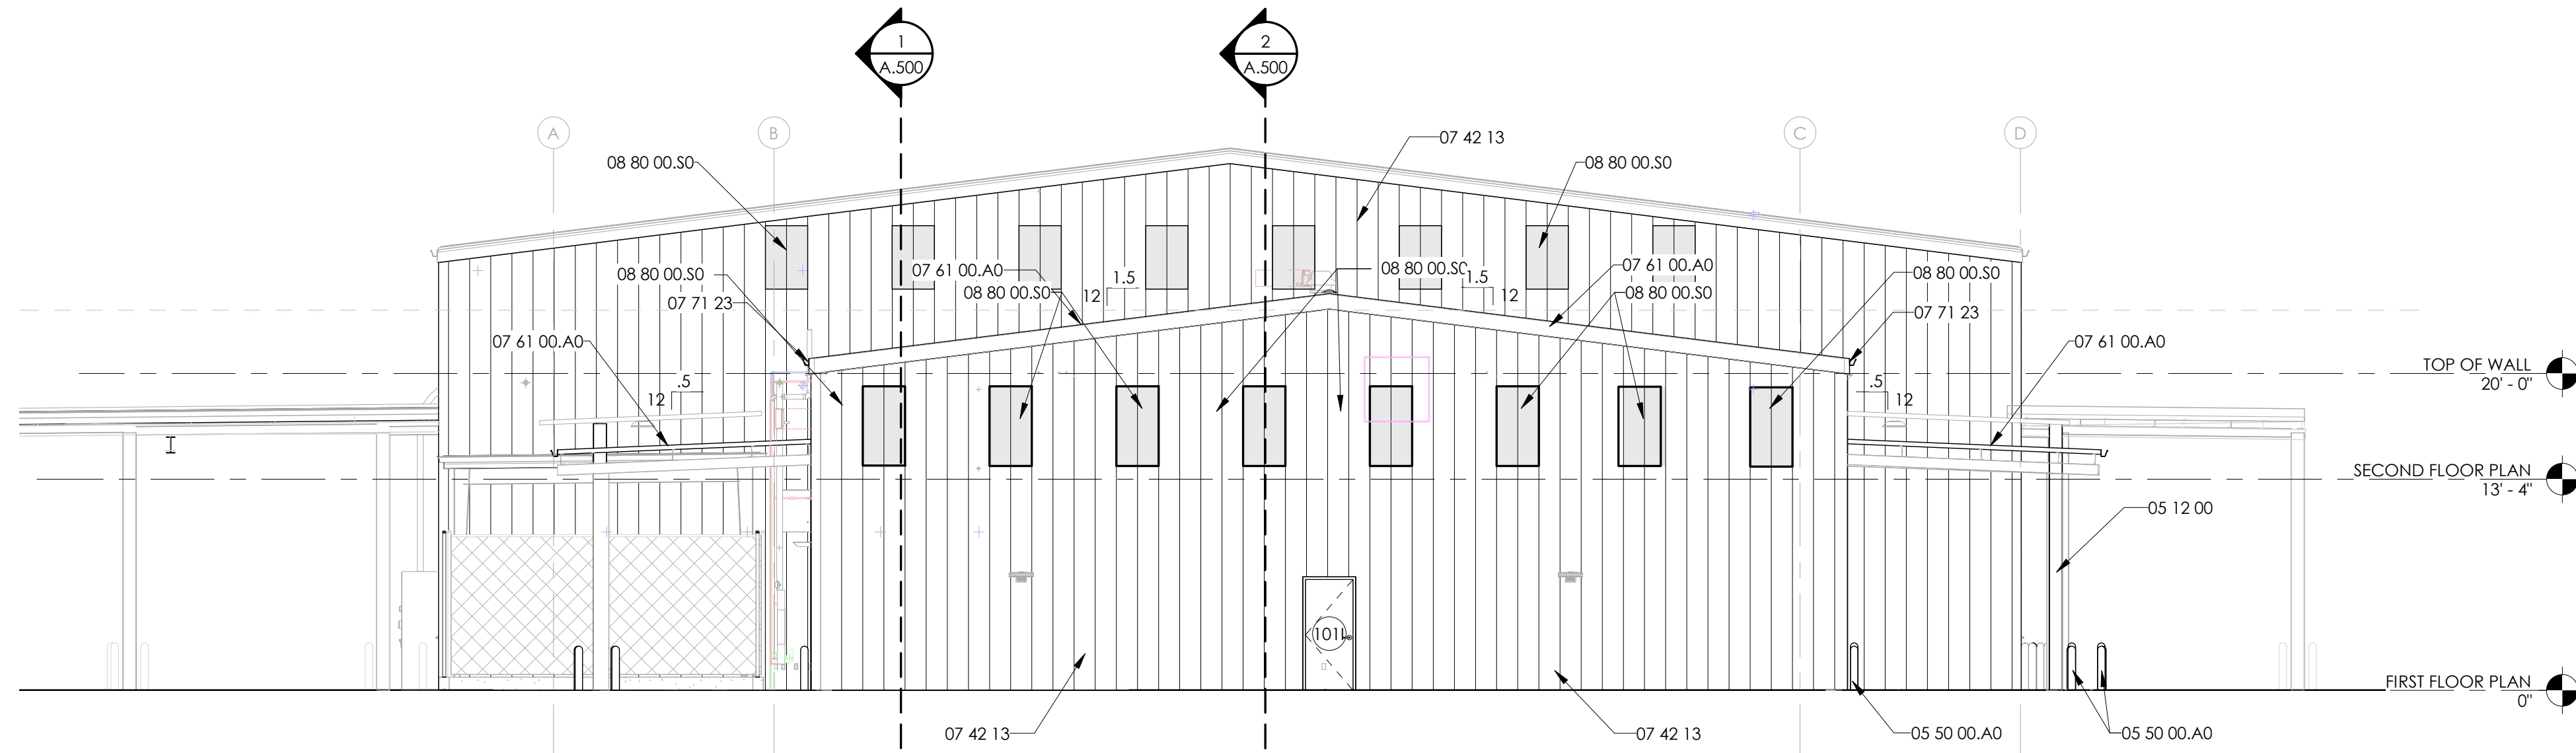 1
A.500
2
A.500
A
B
C
D
07 42 13
08 80 00.S0
08 80 00.S0
08 80 00.S0
07 61 00.A0
08 80 00.S0
1.5
12
08 80 00.S0
1.5
12
07 61 00.A0
08 80 00.S0
08 80 00.S0
07 71 23
07 71 23
07 61 00.A0
07 61 00.A0
.5
12
.5
12
TOP OF WALL
20' - 0"
SECOND FLOOR PLAN
13' - 4"
05 12 00
1101
FIRST FLOOR PLAN
0"
07 42 13
07 42 13
05 50 00.A0
05 50 00.A0